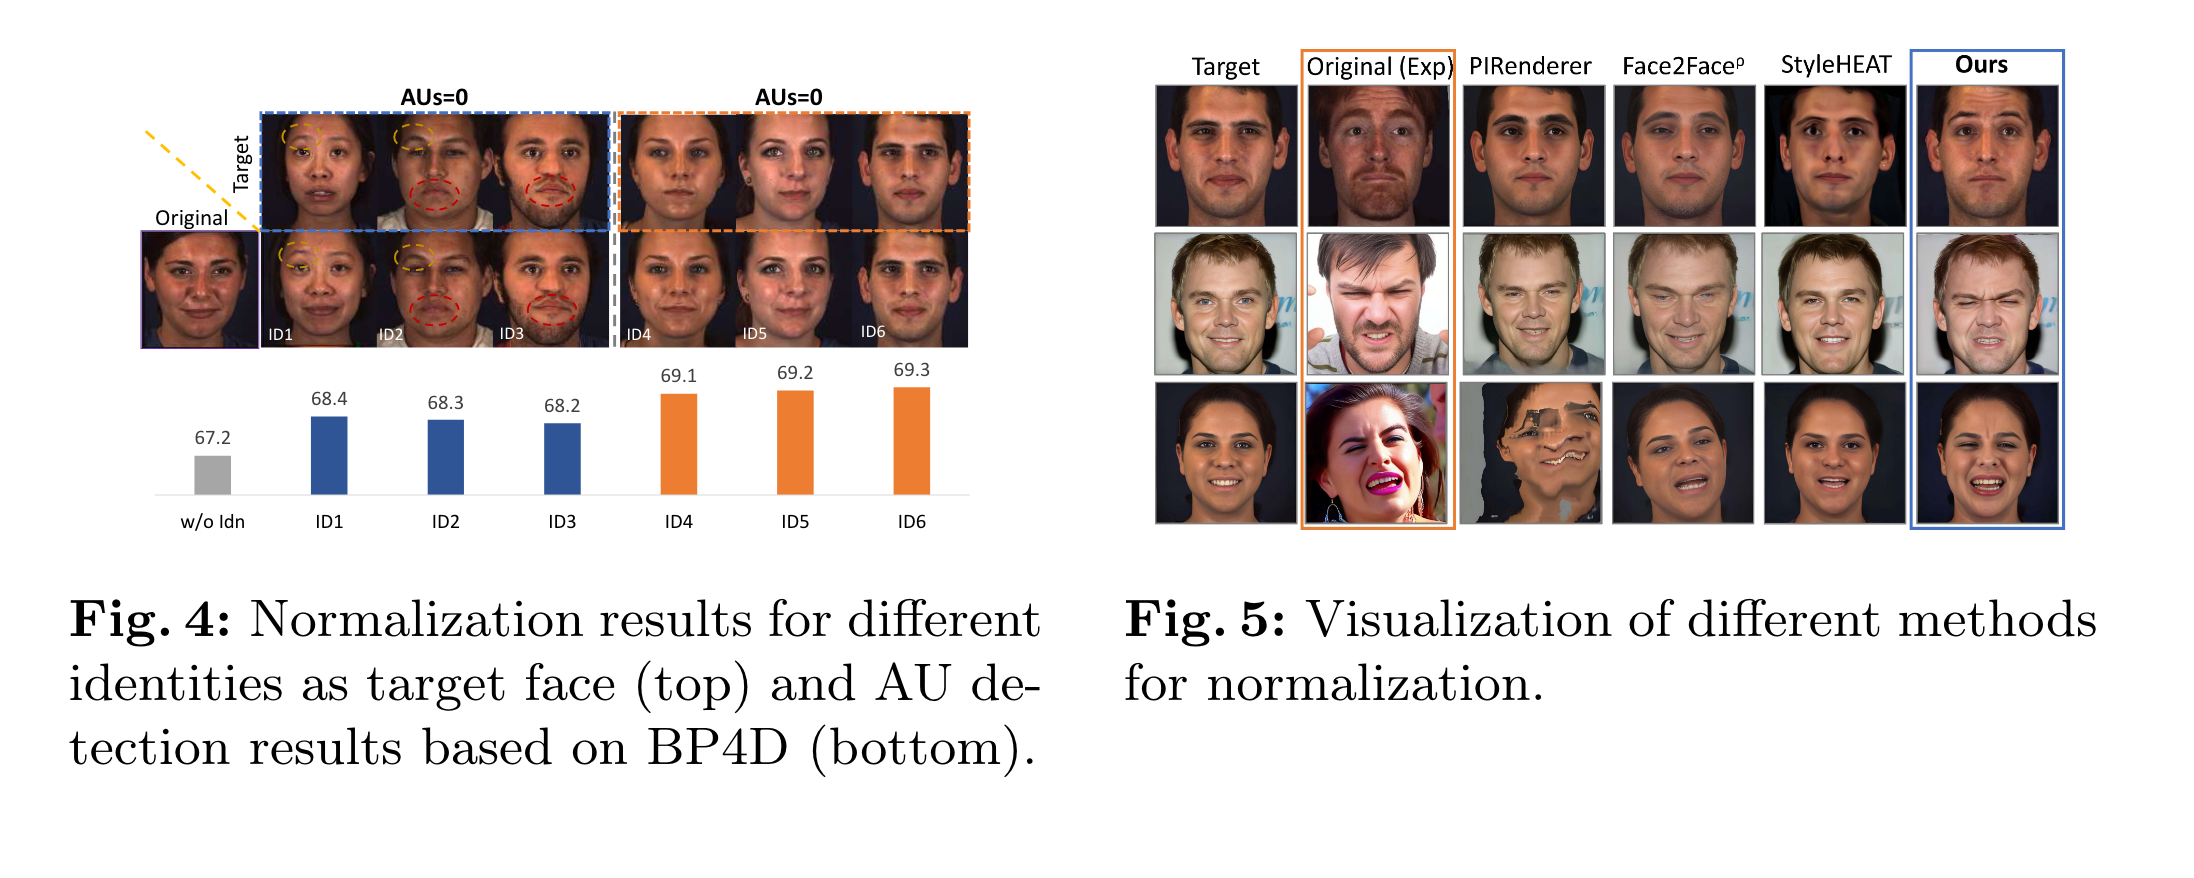 AUs=0 AUs=0
Target
Original
ID1 ID2 ID3 ID4 ID5 ID6
67.2 68.4 68.3 68.2 69.1 69.2 69.3
w/o Idn ID1 ID2 ID3 ID4 ID5 ID6
Fig. 4: Normalization results for different
identities as target face (top) and AU de-
tection results based on BP4D (bottom).
Target Original (Exp) PIRenderer Face2Faceᵖ StyleHEAT Ours
Fig. 5: Visualization of different methods
for normalization.